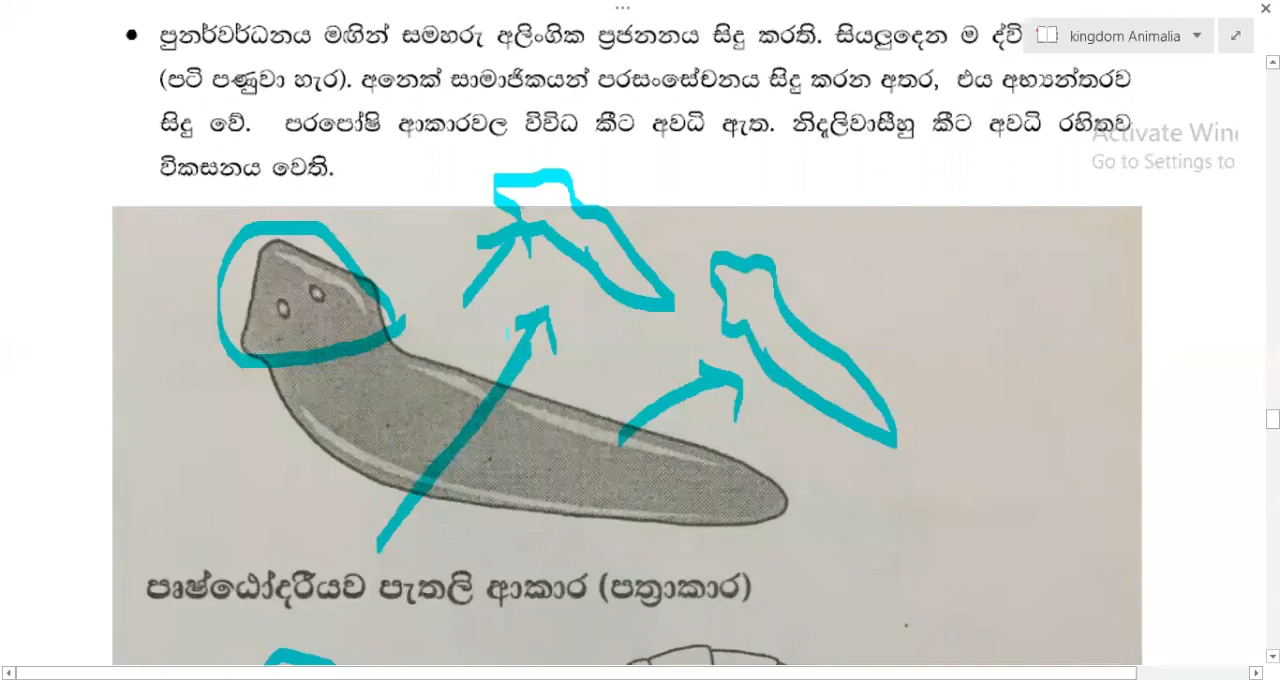 ● පුනර්වර්ධනය මඟින් සමහරු අලිංගික ප්‍රජනනය සිදු කරති. සියලුදෙන ම ද්වි
kingdom Animalia
(පටි පණුවා හැර). අනෙක් සාමාජිකයන් පරසංසේචනය සිදු කරන අතර, එය අභ්‍යන්තරව
සිදු වේ. පරපෝෂි ආකාරවල විවිධ කීට අවධි ඇත. නිදැලිවාසීහු කීට අවධි රහිතව
Activate Win
Go to Settings to
විකසනය වෙති.
පෘෂ්ඨෝදරීයව පැතලි ආකාර (පත්‍රාකාර)